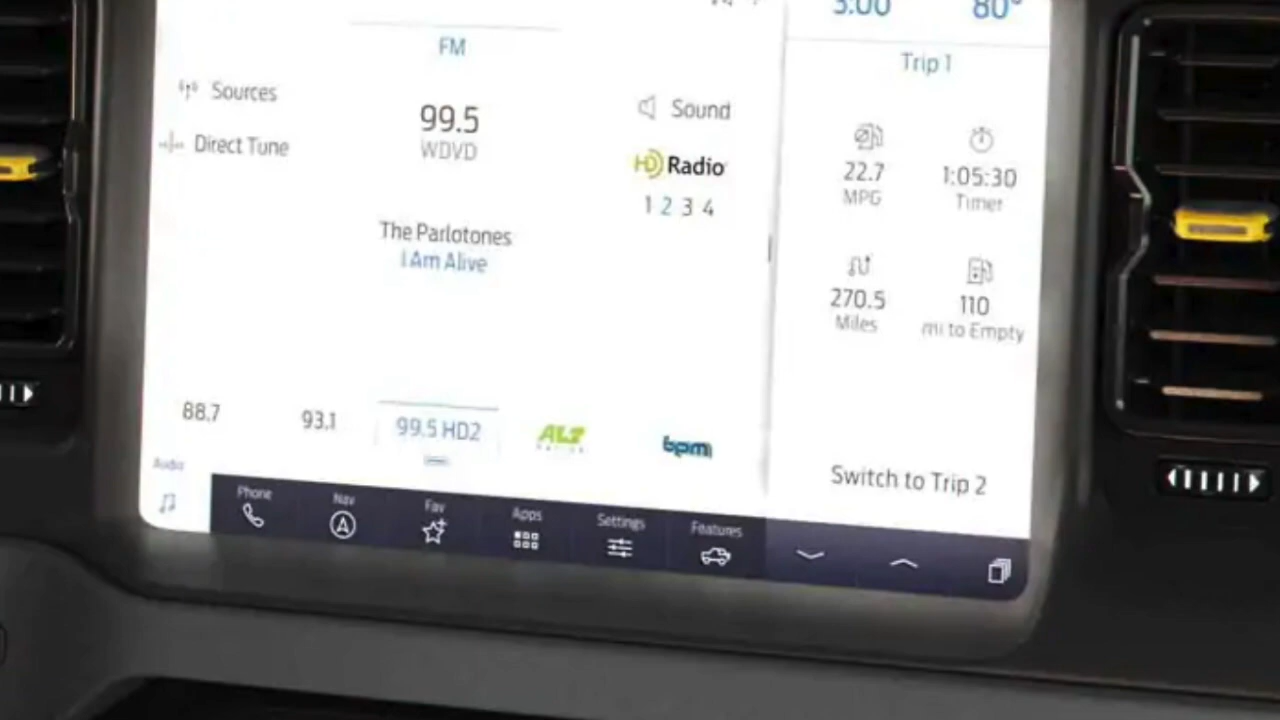 3:00
80°
FM
Trip 1
Sources
Direct Tune
99.5
WDVD
Sound
HD Radio
1 2 3 4
22.7
MPG
1:05:30
Timer
The Parlotones
I Am Alive
270.5
Miles
110
mi to Empty
88.7
93.1
99.5 HD2
ALT
bpm
Switch to Trip 2
Audio
Phone
Nav
Fav
Apps
Settings
Features